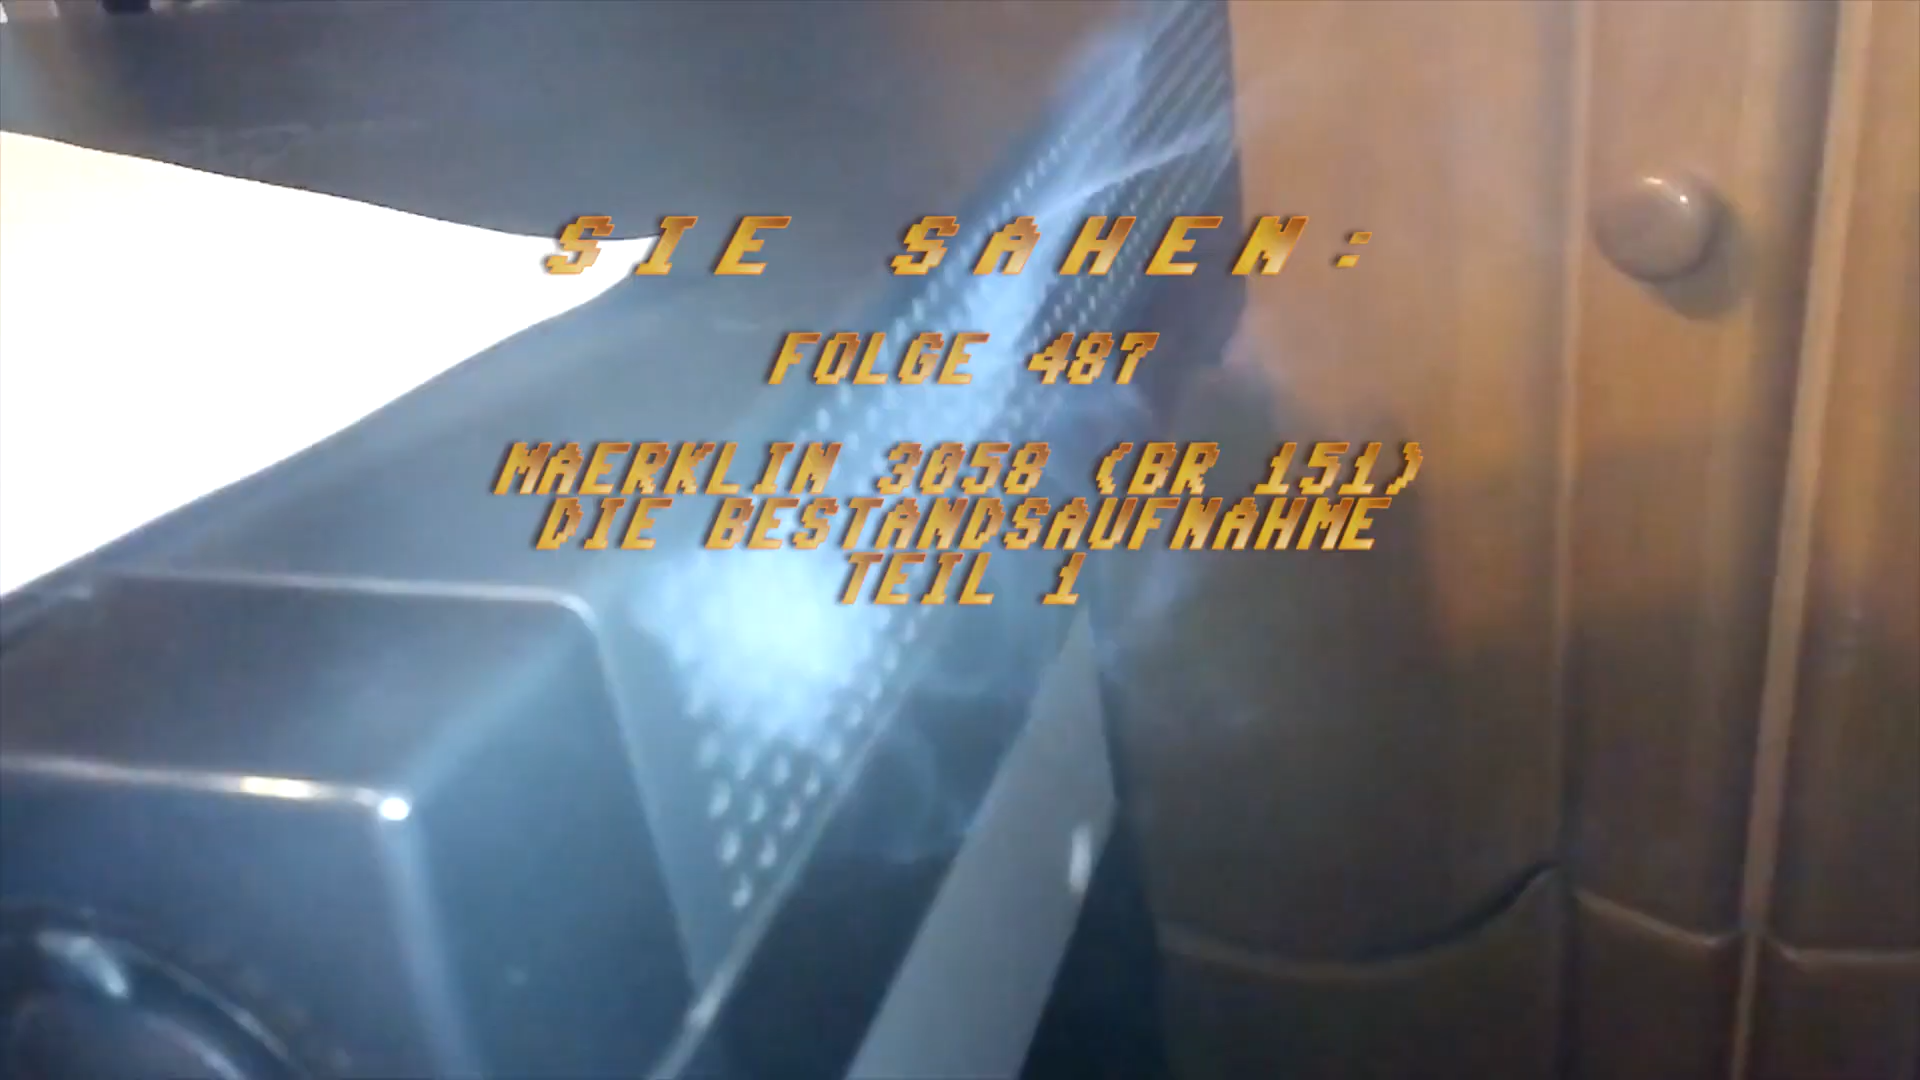 SIE SAHEN:
FOLGE 487
MAERKLIN 3058 (BR 151)
DIE BESTANDSAUFNAHME
TEIL 1